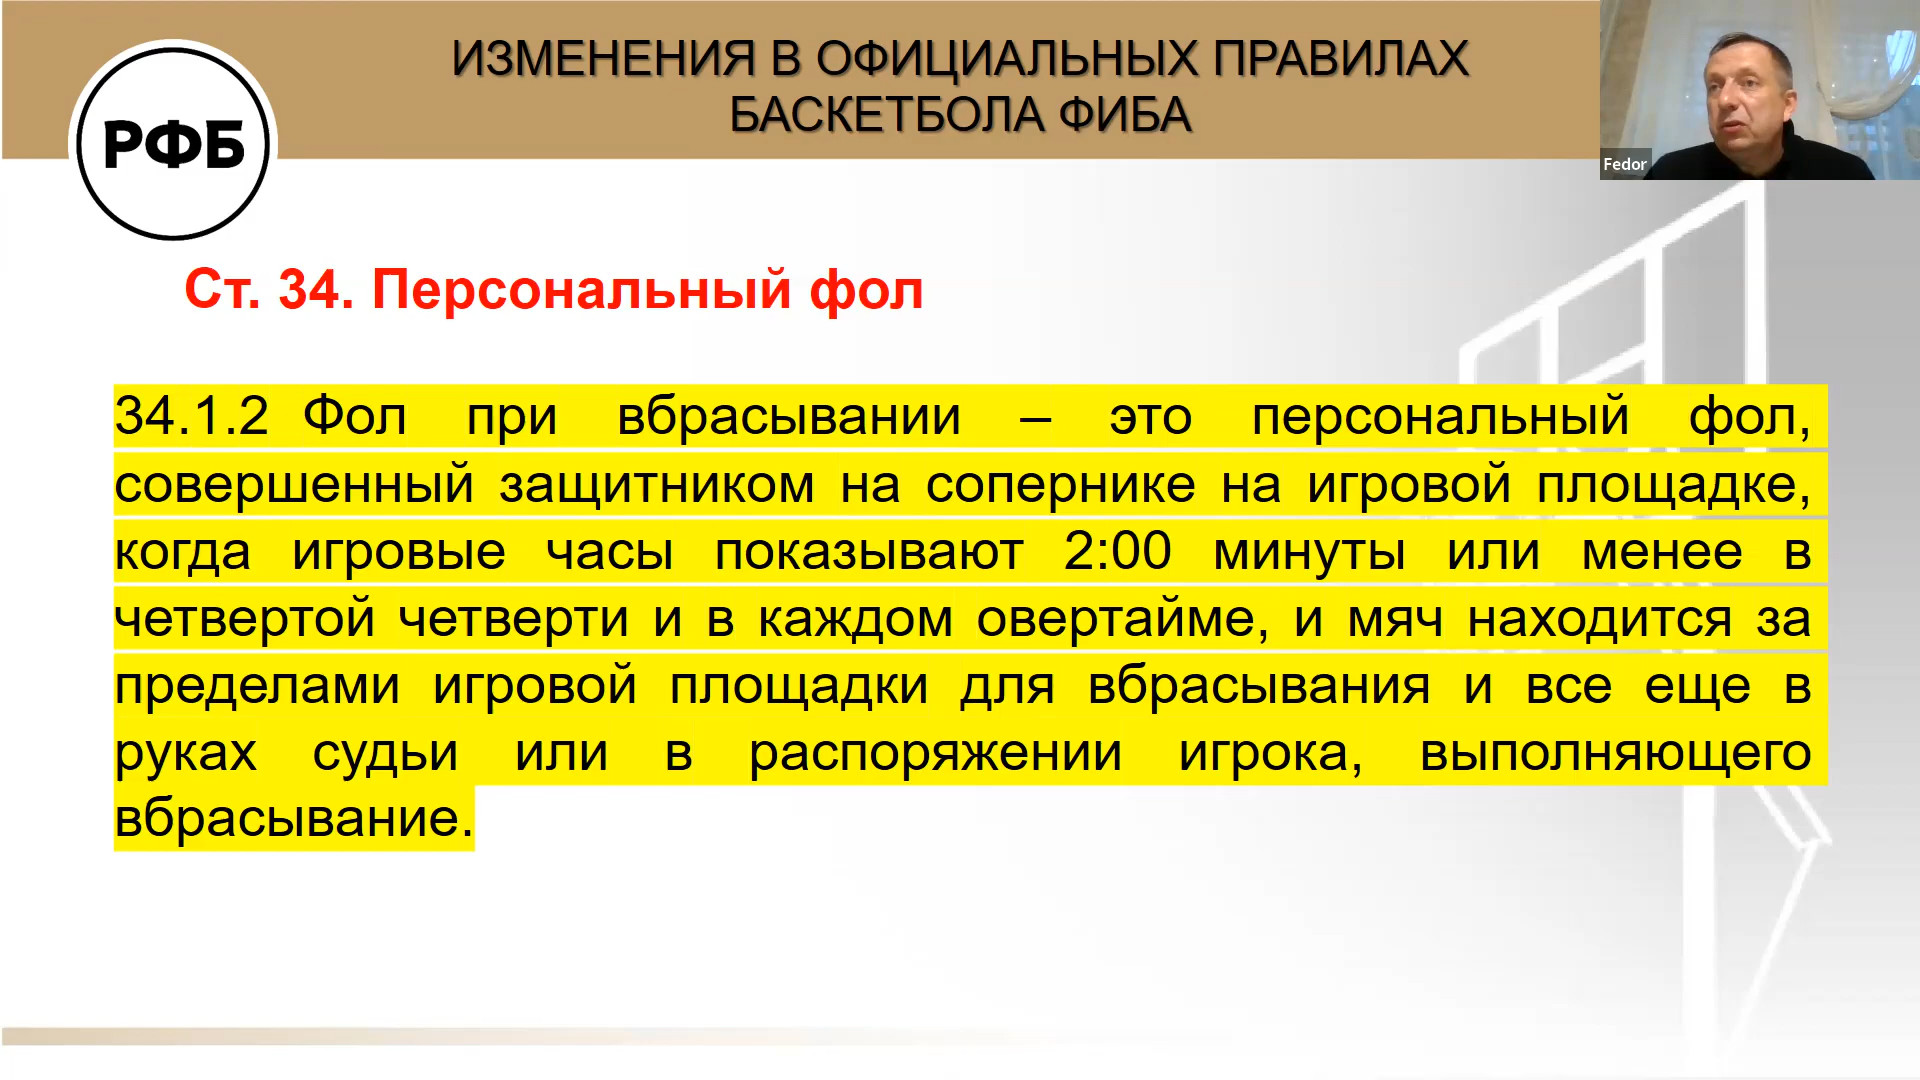 ИЗМЕНЕНИЯ В ОФИЦИАЛЬНЫХ ПРАВИЛАХ
БАСКЕТБОЛА ФИБА
РФБ
Fedor
Ст. 34. Персональный фол
34.1.2 Фол при вбрасывании – это персональный фол,
совершенный защитником на сопернике на игровой площадке,
когда игровые часы показывают 2:00 минуты или менее в
четвертой четверти и в каждом овертайме, и мяч находится за
пределами игровой площадки для вбрасывания и все еще в
руках судьи или в распоряжении игрока, выполняющего
вбрасывание.